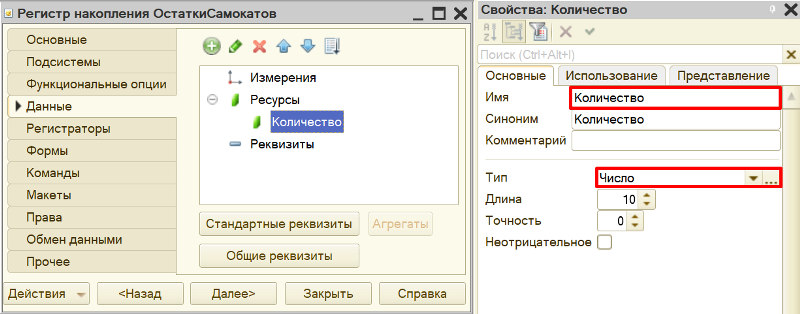 Регистр накопления ОстаткиСамокатов
Основные
Подсистемы
Функциональные опции
Данные
Регистраторы
Формы
Команды
Макеты
Права
Обмен данными
Прочее
Измерения
Ресурсы
Количество
Реквизиты
Стандартные реквизиты
Агрегаты
Общие реквизиты
Действия
<Назад
Далее>
Закрыть
Справка
Свойства: Количество
Поиск (Ctrl+Alt+I)
Основные Использование Представление
Имя Количество
Синоним Количество
Комментарий
Тип Число ...
Длина 10
Точность 0
Неотрицательное